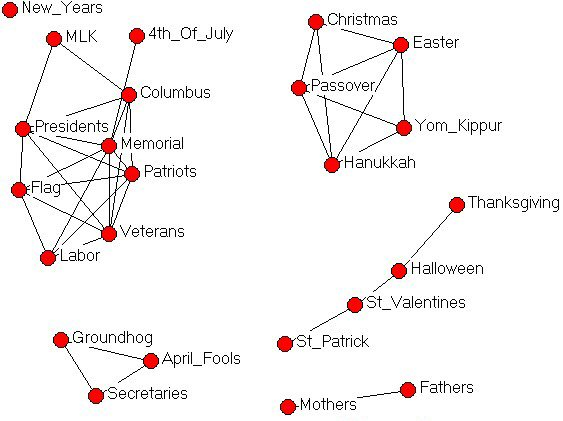 New_Years
MLK
4th_Of_July
Columbus
Presidents
Memorial
Patriots
Flag
Veterans
Labor
Christmas
Easter
Passover
Yom_Kippur
Hanukkah
Thanksgiving
Halloween
St_Valentines
St_Patrick
Groundhog
April_Fools
Secretaries
Fathers
Mothers